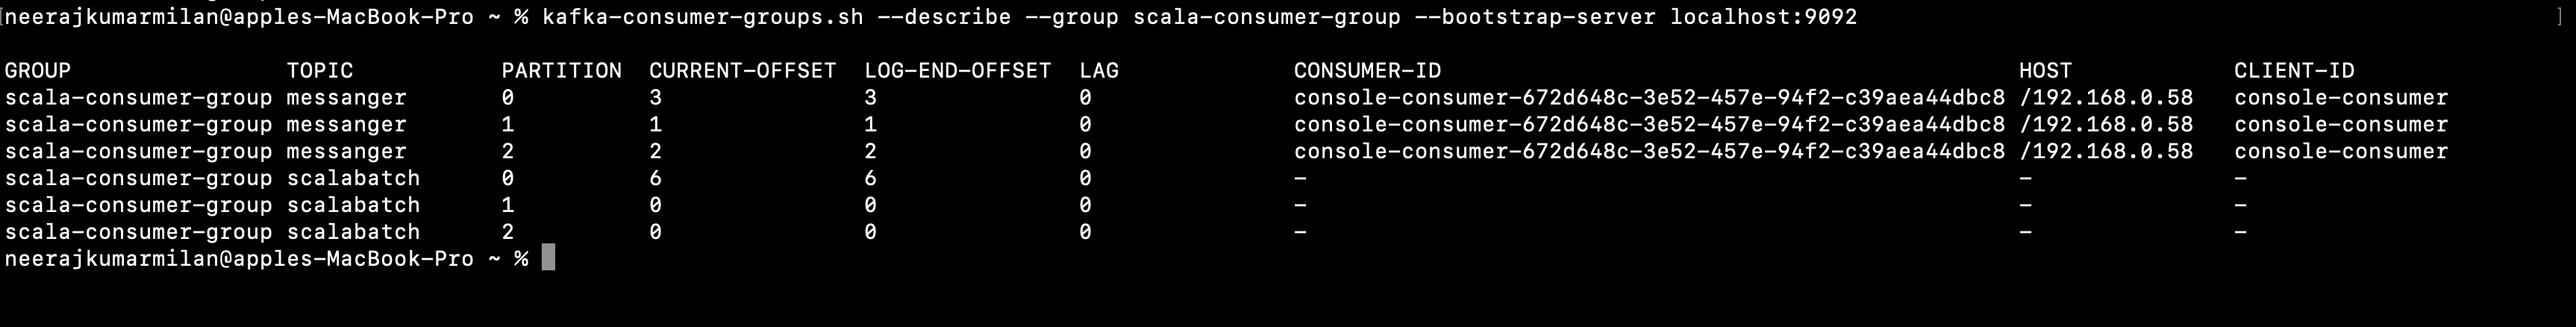 [neerajkumarmilan@apples-MacBook-Pro ~ % kafka-consumer-groups.sh --describe --group scala-consumer-group --bootstrap-server localhost:9092 ]
GROUP TOPIC PARTITION CURRENT-OFFSET LOG-END-OFFSET LAG CONSUMER-ID HOST CLIENT-ID
scala-consumer-group messanger 0 3 3 0 console-consumer-672d648c-3e52-457e-94f2-c39aea44dbc8 /192.168.0.58 console-consumer
scala-consumer-group messanger 1 1 1 0 console-consumer-672d648c-3e52-457e-94f2-c39aea44dbc8 /192.168.0.58 console-consumer
scala-consumer-group messanger 2 2 2 0 console-consumer-672d648c-3e52-457e-94f2-c39aea44dbc8 /192.168.0.58 console-consumer
scala-consumer-group scalabatch 0 6 6 0 - - -
scala-consumer-group scalabatch 1 0 0 0 - - -
scala-consumer-group scalabatch 2 0 0 0 - - -
neerajkumarmilan@apples-MacBook-Pro ~ %